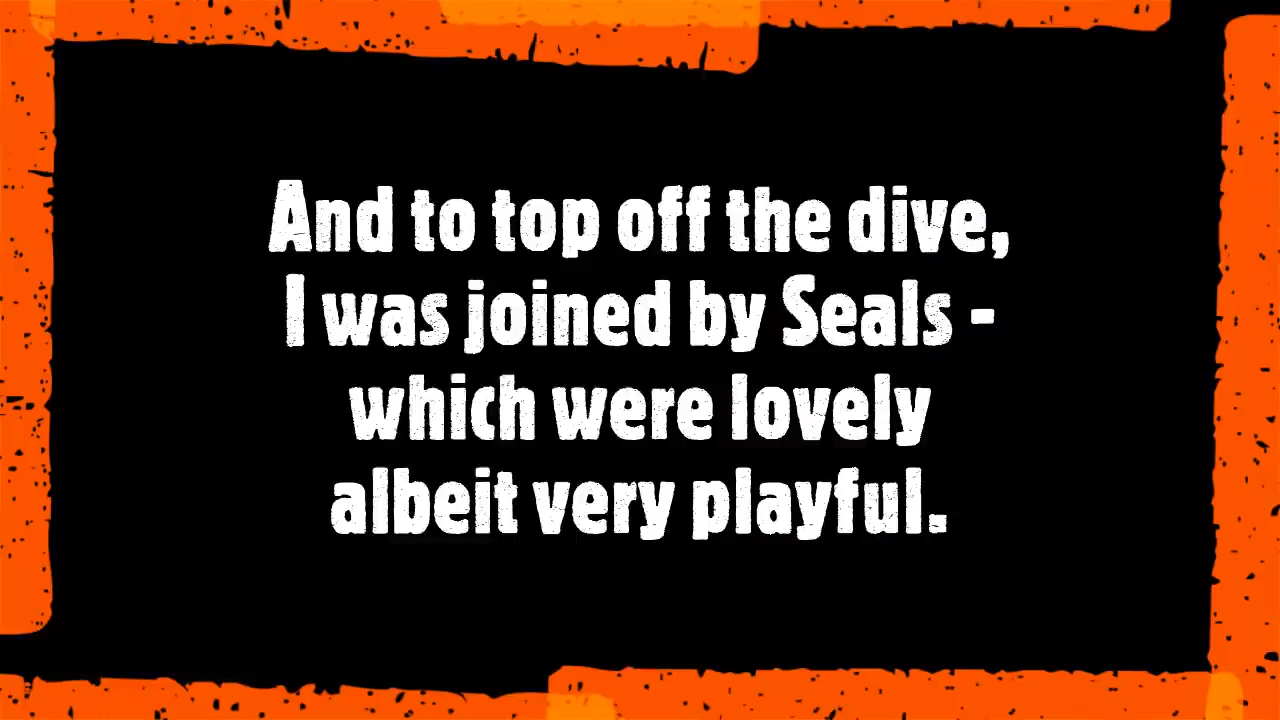 And to top off the dive,
I was joined by Seals -
which were lovely
albeit very playful.